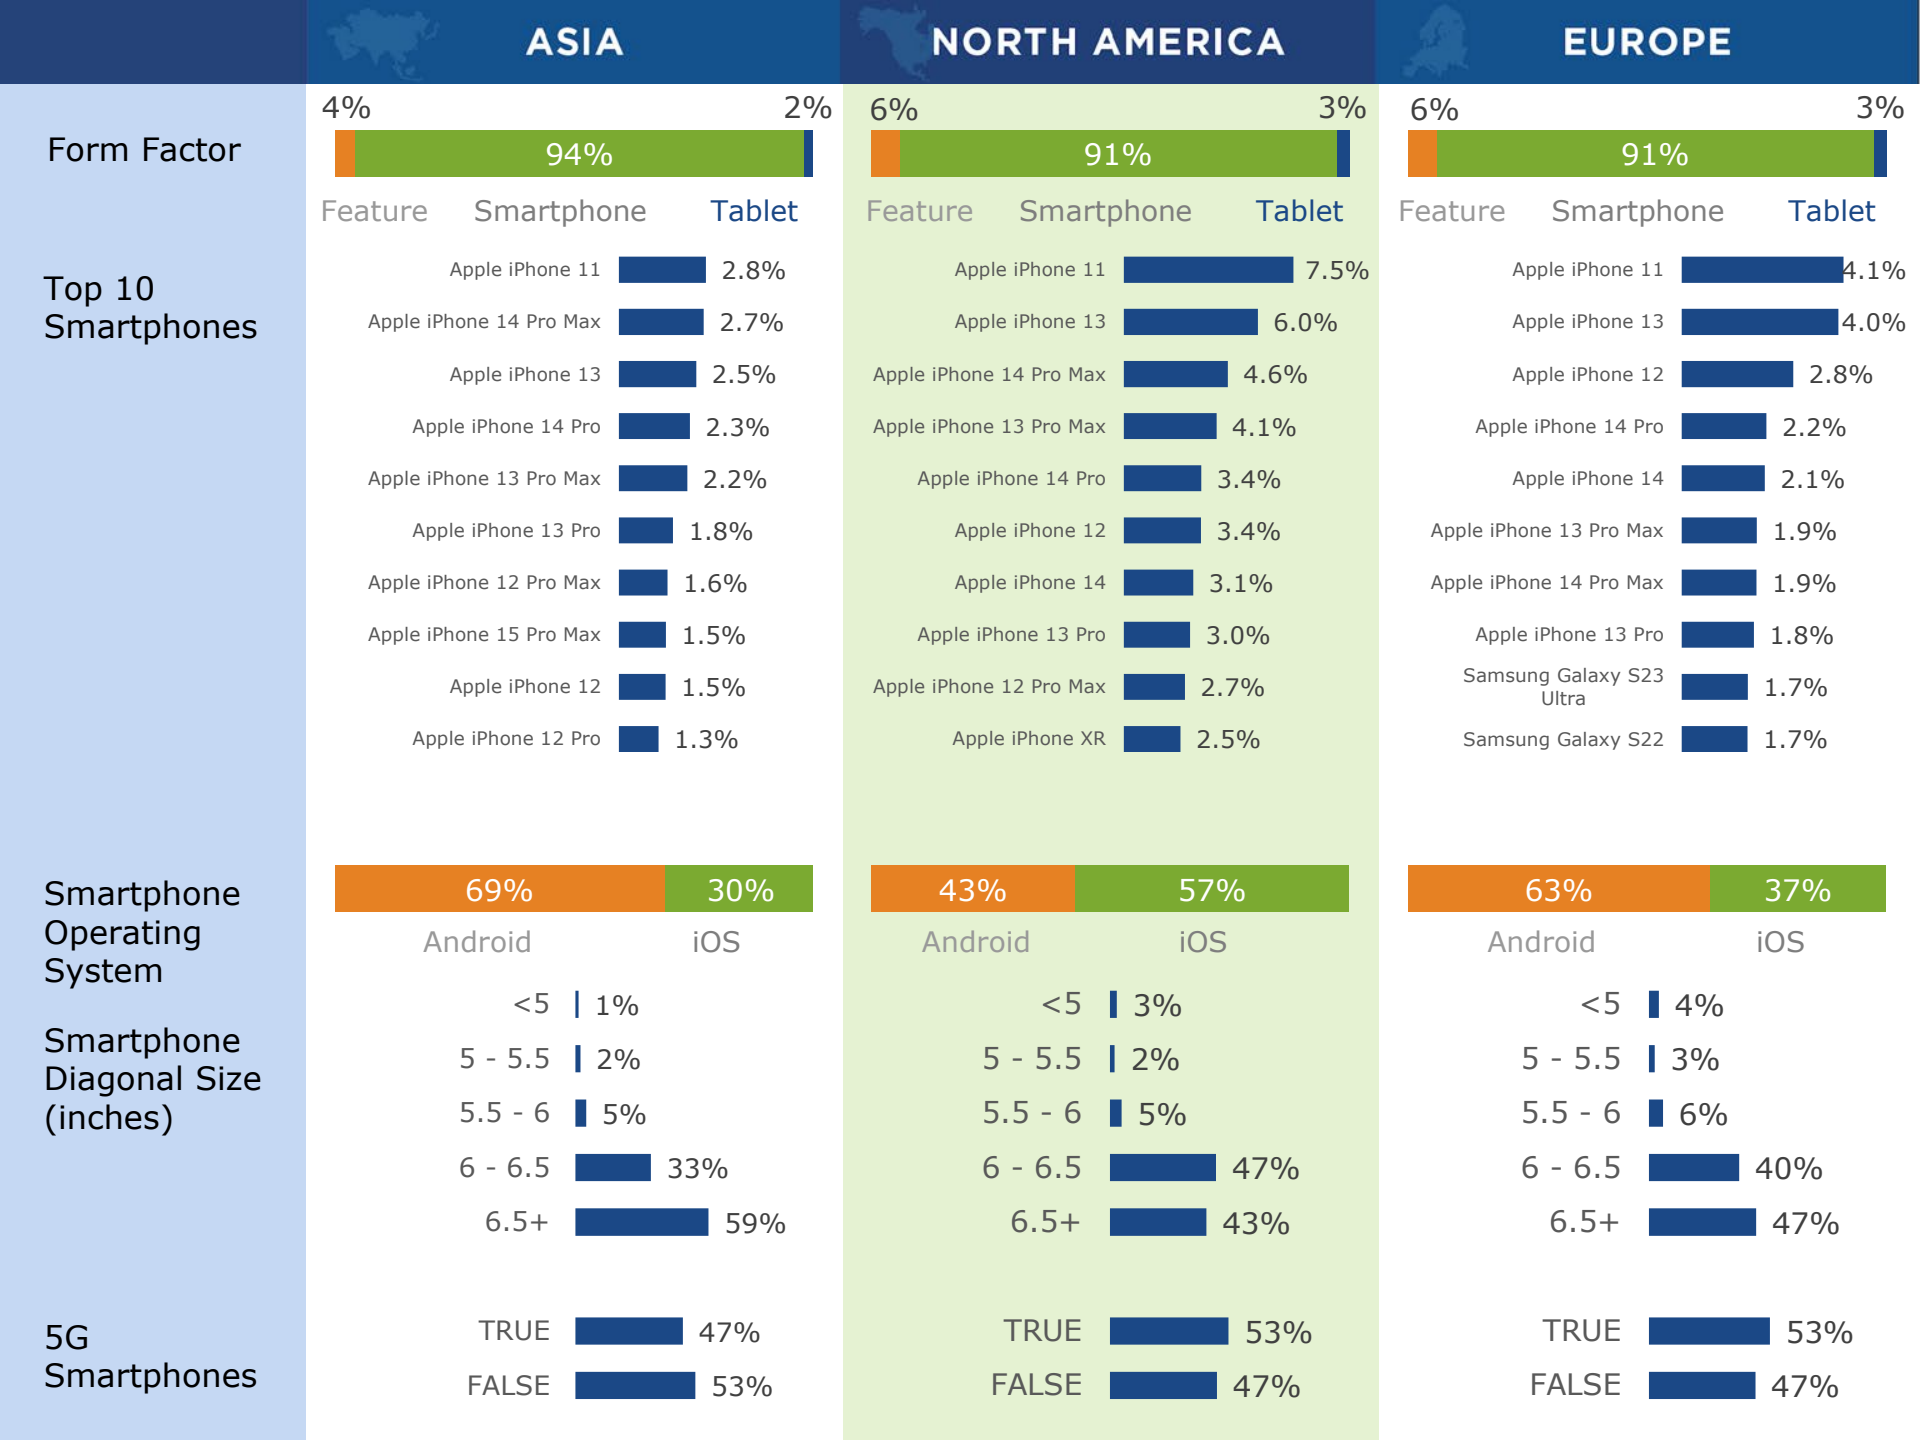 ASIA
NORTH AMERICA
EUROPE
Form Factor
4%
2%
94%
Feature
Smartphone
Tablet
6%
3%
91%
Feature
Smartphone
Tablet
6%
3%
91%
Feature
Smartphone
Tablet
Top 10
Smartphones
Apple iPhone 11 2.8%
Apple iPhone 14 Pro Max 2.7%
Apple iPhone 13 2.5%
Apple iPhone 14 Pro 2.3%
Apple iPhone 13 Pro Max 2.2%
Apple iPhone 13 Pro 1.8%
Apple iPhone 12 Pro Max 1.6%
Apple iPhone 15 Pro Max 1.5%
Apple iPhone 12 1.5%
Apple iPhone 12 Pro 1.3%
Apple iPhone 11 7.5%
Apple iPhone 13 6.0%
Apple iPhone 14 Pro Max 4.6%
Apple iPhone 13 Pro Max 4.1%
Apple iPhone 14 Pro 3.4%
Apple iPhone 12 3.4%
Apple iPhone 14 3.1%
Apple iPhone 13 Pro 3.0%
Apple iPhone 12 Pro Max 2.7%
Apple iPhone XR 2.5%
Apple iPhone 11 4.1%
Apple iPhone 13 4.0%
Apple iPhone 12 2.8%
Apple iPhone 14 Pro 2.2%
Apple iPhone 14 2.1%
Apple iPhone 13 Pro Max 1.9%
Apple iPhone 14 Pro Max 1.9%
Apple iPhone 13 Pro 1.8%
Samsung Galaxy S23
Ultra 1.7%
Samsung Galaxy S22 1.7%
Smartphone
Operating
System
69% 30%
Android iOS
43% 57%
Android iOS
63% 37%
Android iOS
Smartphone
Diagonal Size
(inches)
<5 1%
5 - 5.5 2%
5.5 - 6 5%
6 - 6.5 33%
6.5+ 59%
<5 3%
5 - 5.5 2%
5.5 - 6 5%
6 - 6.5 47%
6.5+ 43%
<5 4%
5 - 5.5 3%
5.5 - 6 6%
6 - 6.5 40%
6.5+ 47%
5G
Smartphones
TRUE 47%
FALSE 53%
TRUE 53%
FALSE 47%
TRUE 53%
FALSE 47%